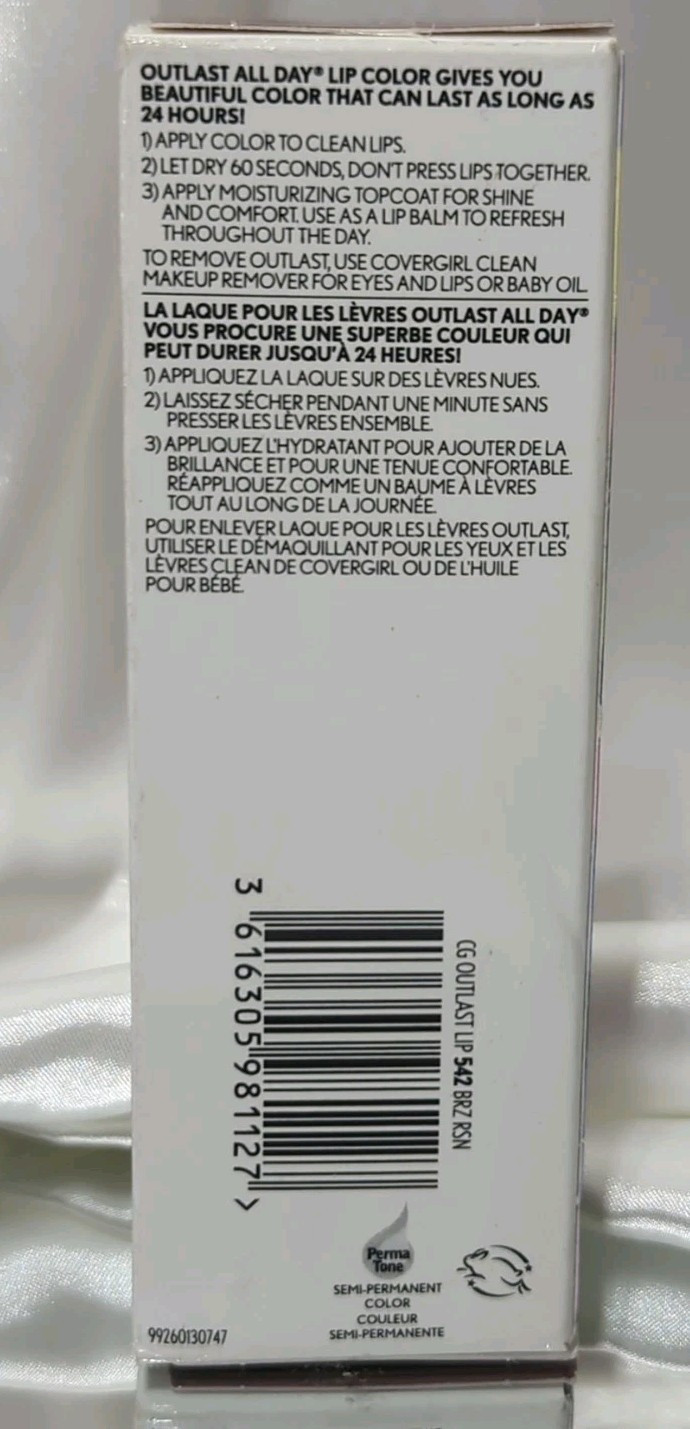 OUTLAST ALL DAY® LIP COLOR GIVES YOU
BEAUTIFUL COLOR THAT CAN LAST AS LONG AS
24 HOURS!
1) APPLY COLOR TO CLEAN LIPS.
2) LET DRY 60 SECONDS, DON'T PRESS LIPS TOGETHER.
3) APPLY MOISTURIZING TOPCOAT FOR SHINE
AND COMFORT. USE AS A LIP BALM TO REFRESH
THROUGHOUT THE DAY.
TO REMOVE OUTLAST, USE COVERGIRL CLEAN
MAKEUP REMOVER FOR EYES AND LIPS OR BABY OIL.
LA LAQUE POUR LES LÈVRES OUTLAST ALL DAY®
VOUS PROCURE UNE SUPERBE COULEUR QUI
PEUT DURER JUSQU'À 24 HEURES!
1) APPLIQUEZ LA LAQUE SUR DES LÈVRES NUES.
2) LAISSEZ SÉCHER PENDANT UNE MINUTE SANS
PRESSER LES LÈVRES ENSEMBLE.
3) APPLIQUEZ L'HYDRATANT POUR AJOUTER DE LA
BRILLANCE ET POUR UNE TENUE CONFORTABLE.
RÉAPPLIQUEZ COMME UN BAUME À LÈVRES
TOUT AU LONG DE LA JOURNÉE.
POUR ENLEVER LAQUE POUR LES LÈVRES OUTLAST,
UTILISER LE DÉMAQUILLANT POUR LES YEUX ET LES
LÈVRES CLEAN DE COVERGIRL OU DE L'HUILE
POUR BÉBÉ.
CG OUTLAST LIP 542 BRZ RSN
3 616305 981127 >
Perma
Tone
SEMI-PERMANENT
COLOR
COULEUR
SEMI-PERMANENTE
99260130747